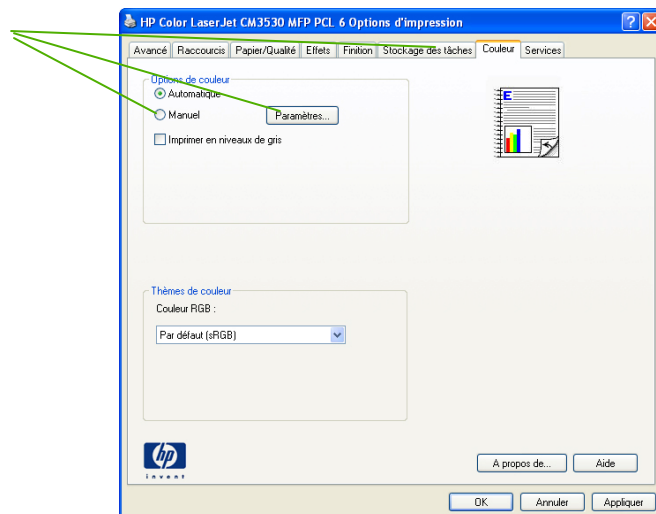 HP Color LaserJet CM3530 MFP PCL 6 Options d'impression
Avancé Raccourcis Papier/Qualité Effets Finition Stockage des tâches Couleur Services
Options de couleur
Automatique
Manuel Paramètres...
Imprimer en niveaux de gris
E
Thèmes de couleur
Couleur RGB :
Par défaut (sRGB)
hp
invent
A propos de... Aide
OK Annuler Appliquer